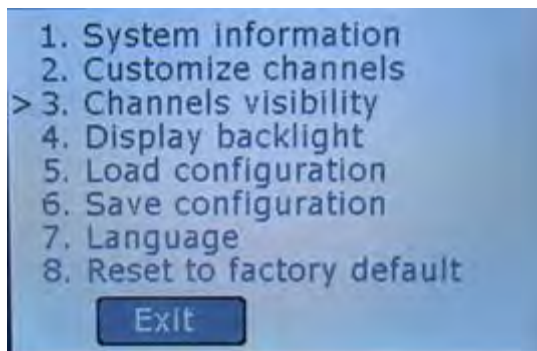 1. System information
2. Customize channels
> 3. Channels visibility
4. Display backlight
5. Load configuration
6. Save configuration
7. Language
8. Reset to factory default
Exit